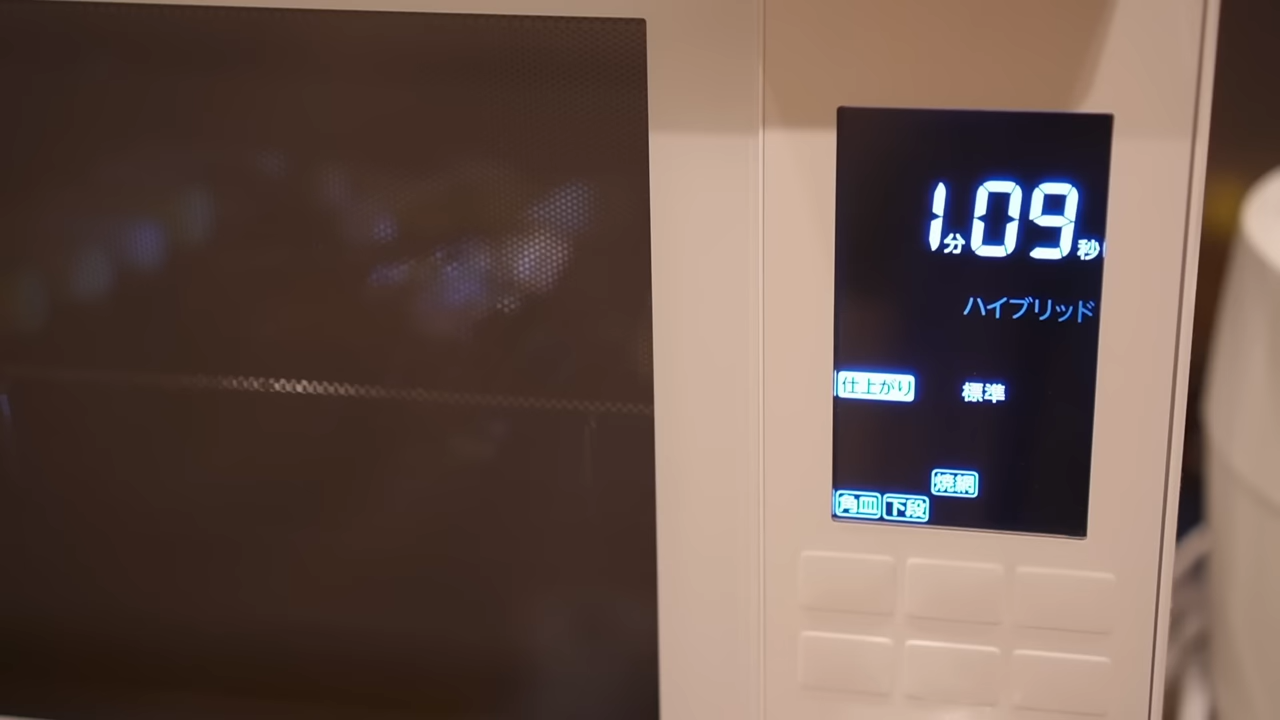 1分09秒
ハイブリッド
仕上がり 標準
焼網
角皿 下段